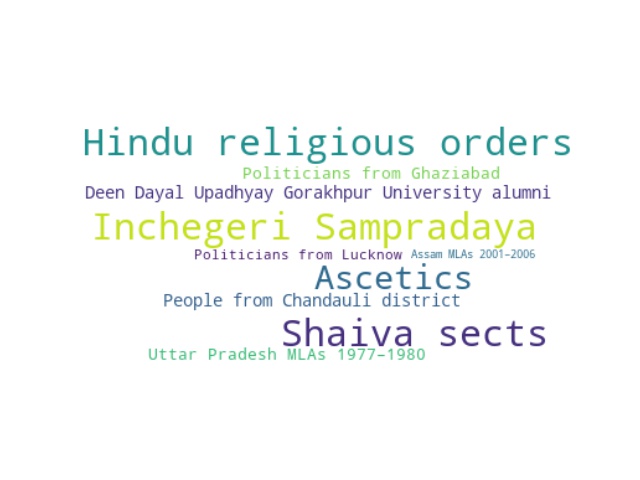 Hindu religious orders
Politicians from Ghaziabad
Deen Dayal Upadhyay Gorakhpur University alumni
Inchegeri Sampradaya
Politicians from Lucknow
Assam MLAs 2001–2006
Ascetics
People from Chandauli district
Shaiva sects
Uttar Pradesh MLAs 1977–1980